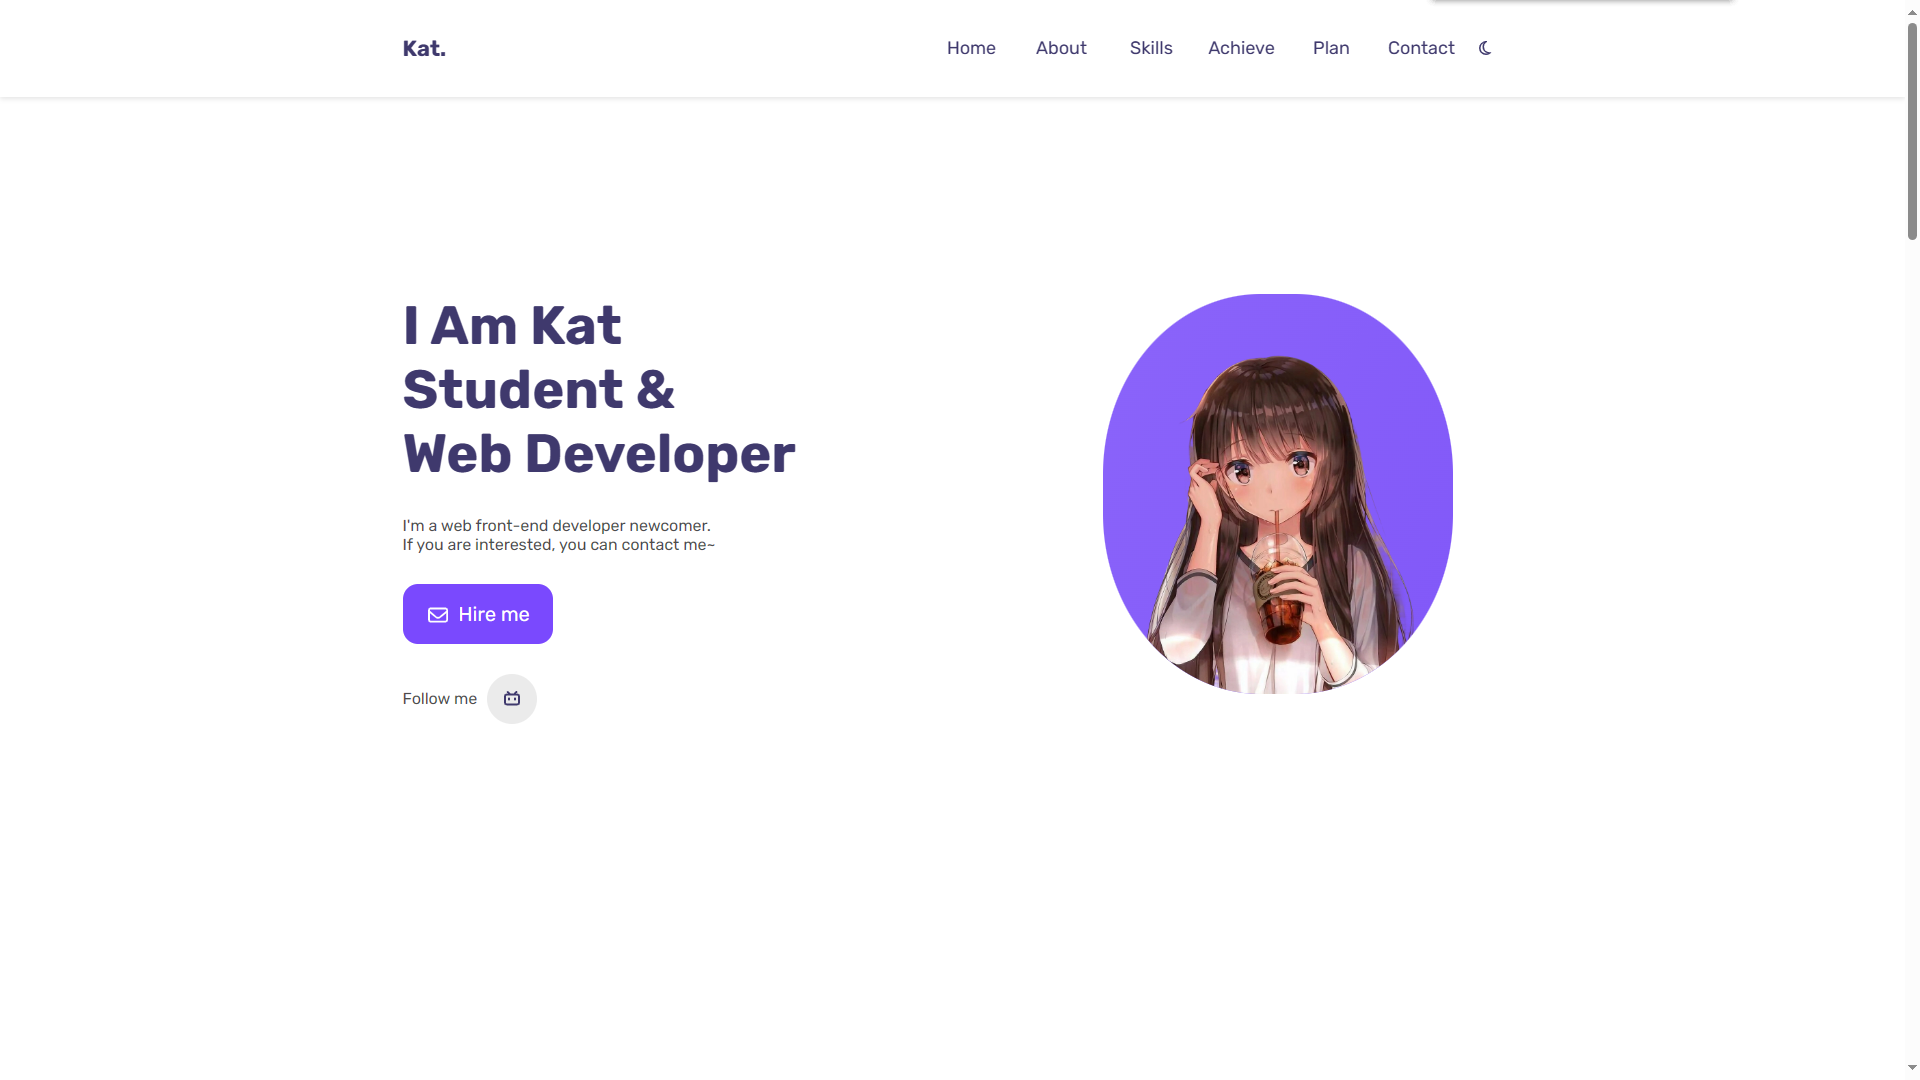 Kat.
Home About Skills Achieve Plan Contact
I Am Kat
Student &
Web Developer
I'm a web front-end developer newcomer.
If you are interested, you can contact me~
Hire me
Follow me